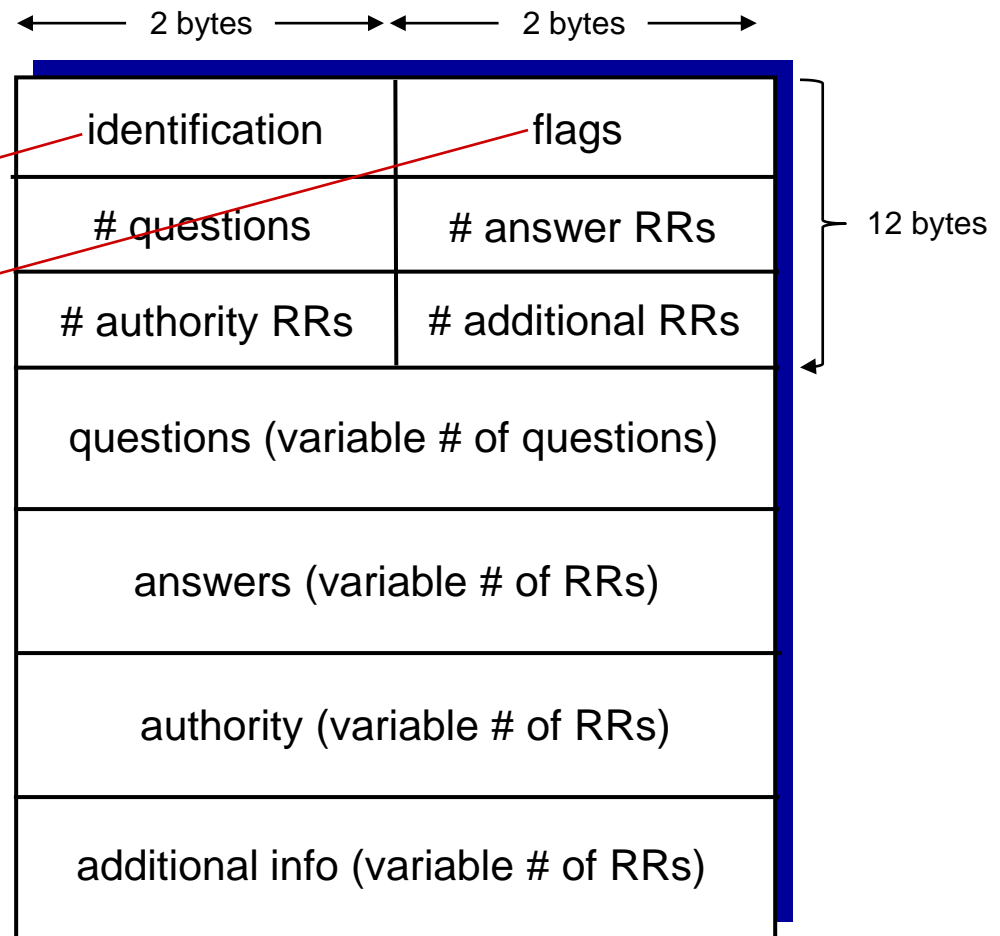 2 bytes 2 bytes
identification flags
# questions # answer RRs
12 bytes
# authority RRs # additional RRs
questions (variable # of questions)
answers (variable # of RRs)
authority (variable # of RRs)
additional info (variable # of RRs)